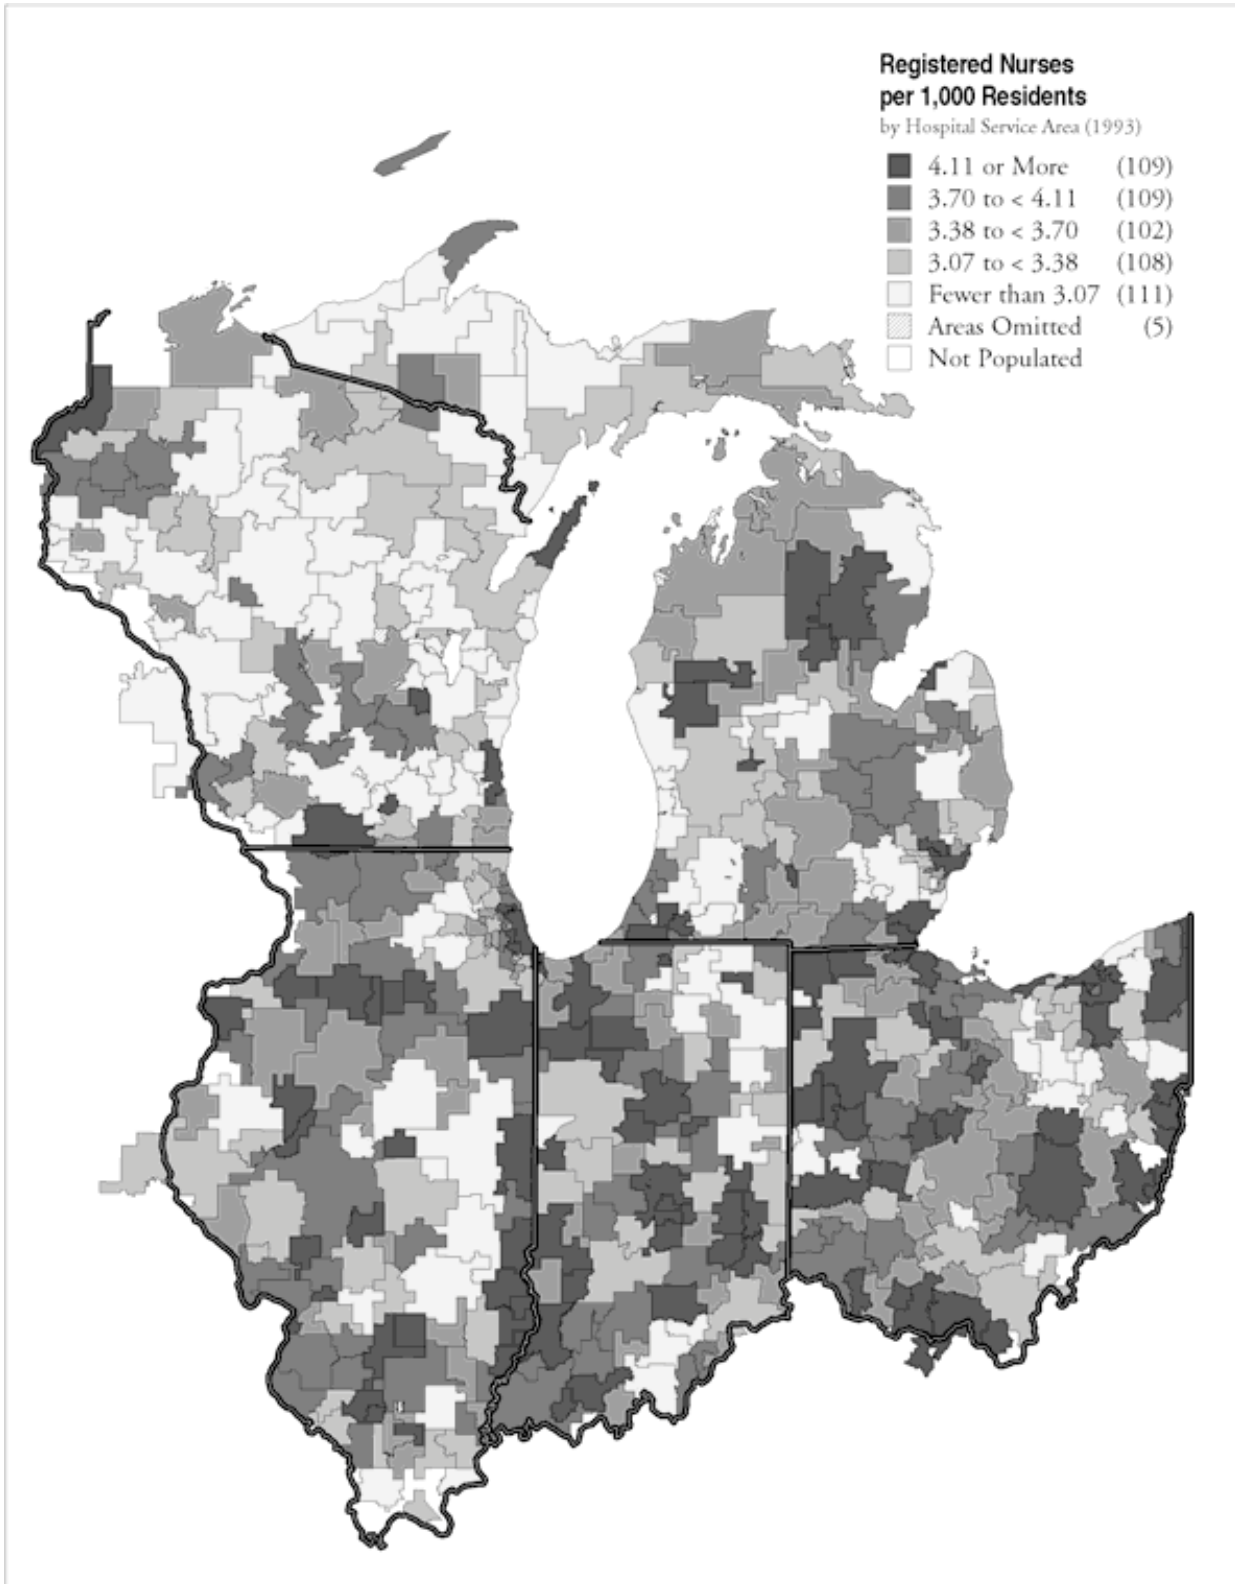 Registered Nurses
per 1,000 Residents
by Hospital Service Area (1993)
4.11 or More (109)
3.70 to < 4.11 (109)
3.38 to < 3.70 (102)
3.07 to < 3.38 (108)
Fewer than 3.07 (111)
Areas Omitted (5)
Not Populated